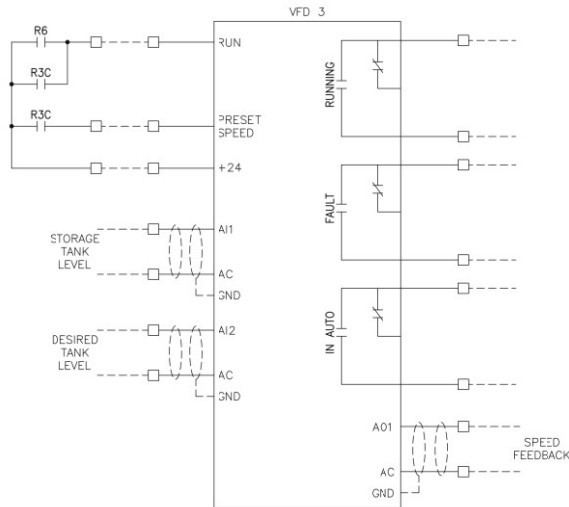 VFD 3
R6
RUN
R3C
R3C
PRESET
SPEED
+24
STORAGE
TANK
LEVEL
AI1
AC
GND
DESIRED
TANK
LEVEL
AI2
AC
GND
RUNNING
FAULT
IN AUTO
AO1
AC
GND
SPEED
FEEDBACK